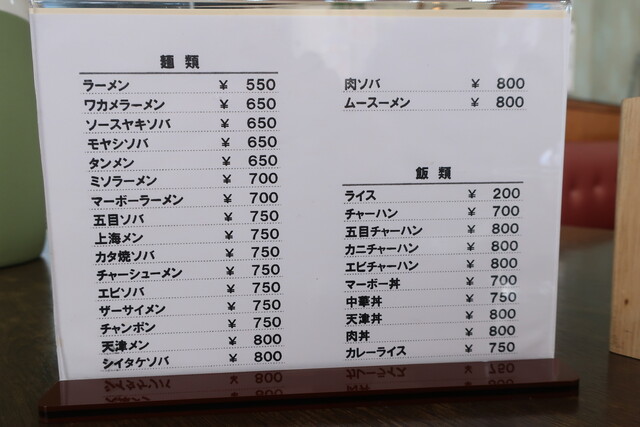 麺類
ラーメン ¥ 550
ワカメラーメン ¥ 650
ソースヤキソバ ¥ 650
モヤシソバ ¥ 650
タンメン ¥ 650
ミソラーメン ¥ 700
マーボーラーメン ¥ 700
五目ソバ ¥ 750
上海メン ¥ 750
カタ焼ソバ ¥ 750
チャーシューメン ¥ 750
エビソバ ¥ 750
ザーサイメン ¥ 750
チャンポン ¥ 750
天津メン ¥ 800
シイタケソバ ¥ 800
肉ソバ ¥ 800
ムースーメン ¥ 800
飯類
ライス ¥ 200
チャーハン ¥ 700
五目チャーハン ¥ 800
カニチャーハン ¥ 800
エビチャーハン ¥ 800
マーボー丼 ¥ 700
中華丼 ¥ 750
天津丼 ¥ 800
肉丼 ¥ 800
カレーライス ¥ 750